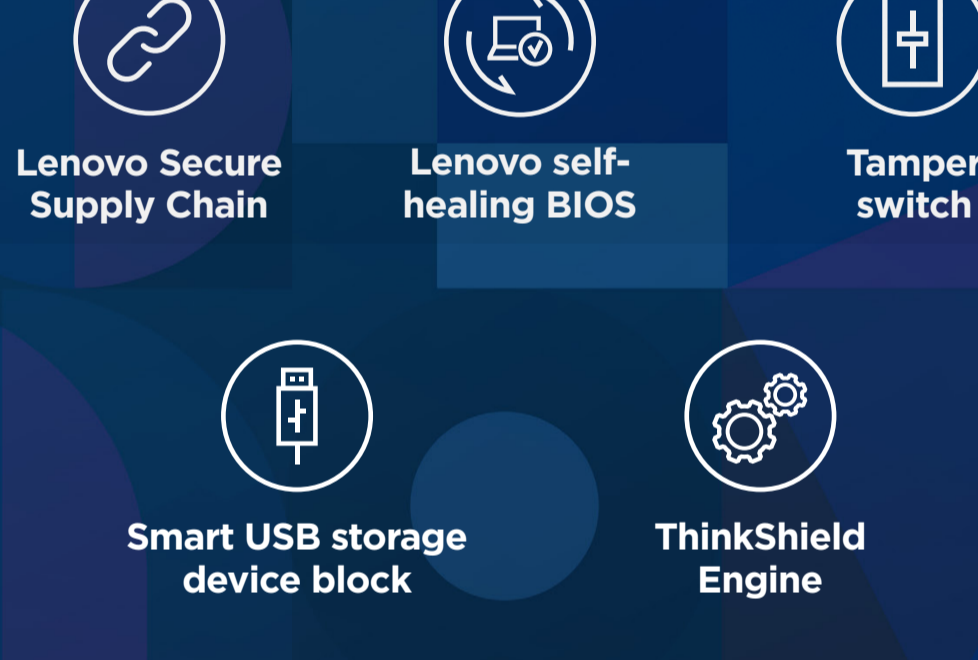 Lenovo Secure
Supply Chain
Lenovo self-
healing BIOS
Tamper
switch
Smart USB storage
device block
ThinkShield
Engine